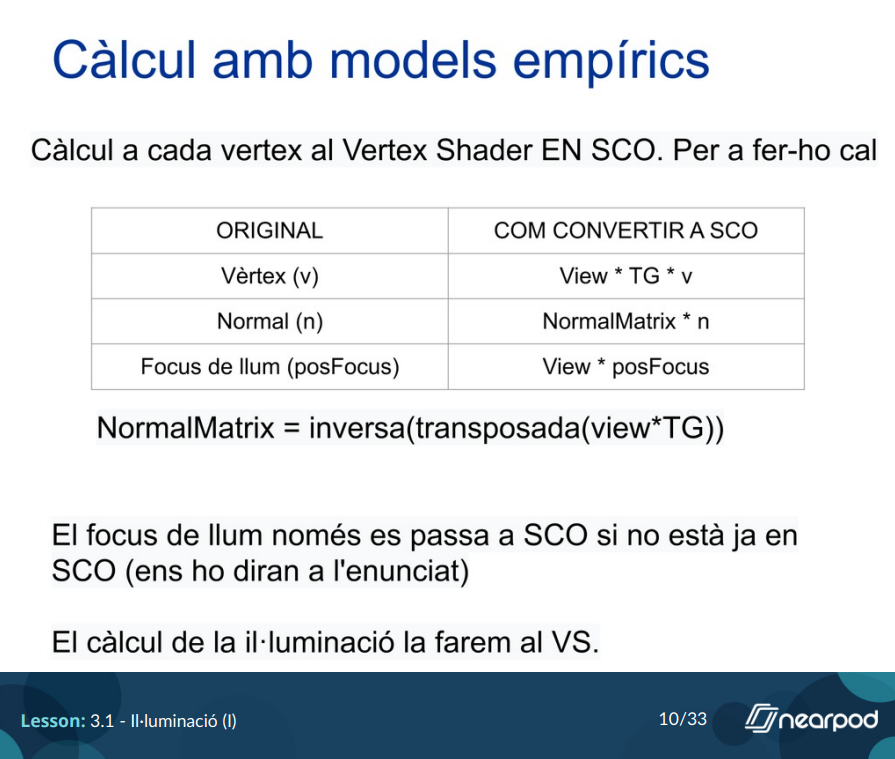 Càlcul amb models empírics
Càlcul a cada vertex al Vertex Shader EN SCO. Per a fer-ho cal
ORIGINAL
COM CONVERTIR A SCO
Vèrtex (v)
View * TG * v
Normal (n)
NormalMatrix * n
Focus de llum (posFocus)
View * posFocus
NormalMatrix = inversa(transposada(view*TG))
El focus de llum només es passa a SCO si no està ja en
SCO (ens ho diran a l'enunciat)
El càlcul de la il·luminació la farem al VS.
Lesson: 3.1 - Il·luminació (I)
10/33
nearpod